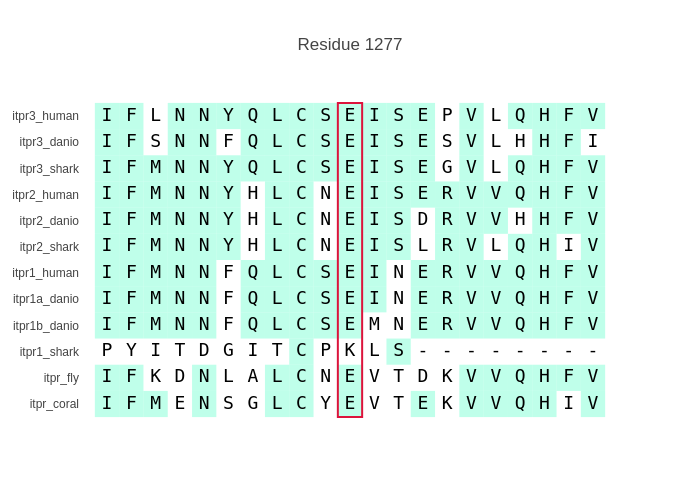 Residue 1277
itpr3_human I F L N N Y Q L C S E I S E P V L Q H F V
itpr3_danio I F S N N F Q L C S E I S E S V L H H F I
itpr3_shark I F M N N Y Q L C S E I S E G V L Q H F V
itpr2_human I F M N N Y H L C N E I S E R V V Q H F V
itpr2_danio I F M N N Y H L C N E I S D R V V H H F V
itpr2_shark I F M N N Y H L C N E I S L R V L Q H I V
itpr1_human I F M N N F Q L C S E I N E R V V Q H F V
itpr1a_danio I F M N N F Q L C S E I N E R V V Q H F V
itpr1b_danio I F M N N F Q L C S E M N E R V V Q H F V
itpr1_shark P Y I T D G I T C P K L S - - - - - - - -
itpr_fly I F K D N L A L C N E V T D K V V Q H F V
itpr_coral I F M E N S G L C Y E V T E K V V Q H I V